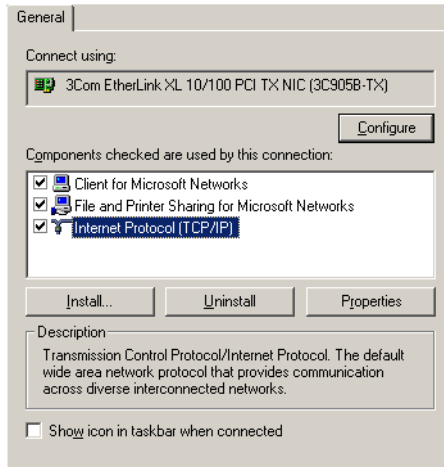 General
Connect using:
3Com EtherLink XL 10/100 PCI TX NIC (3C905B-TX)
Configure
Components checked are used by this connection:
Client for Microsoft Networks
File and Printer Sharing for Microsoft Networks
Internet Protocol (TCP/IP)
Install... Uninstall Properties
Description
Transmission Control Protocol/Internet Protocol. The default
wide area network protocol that provides communication
across diverse interconnected networks.
Show icon in taskbar when connected